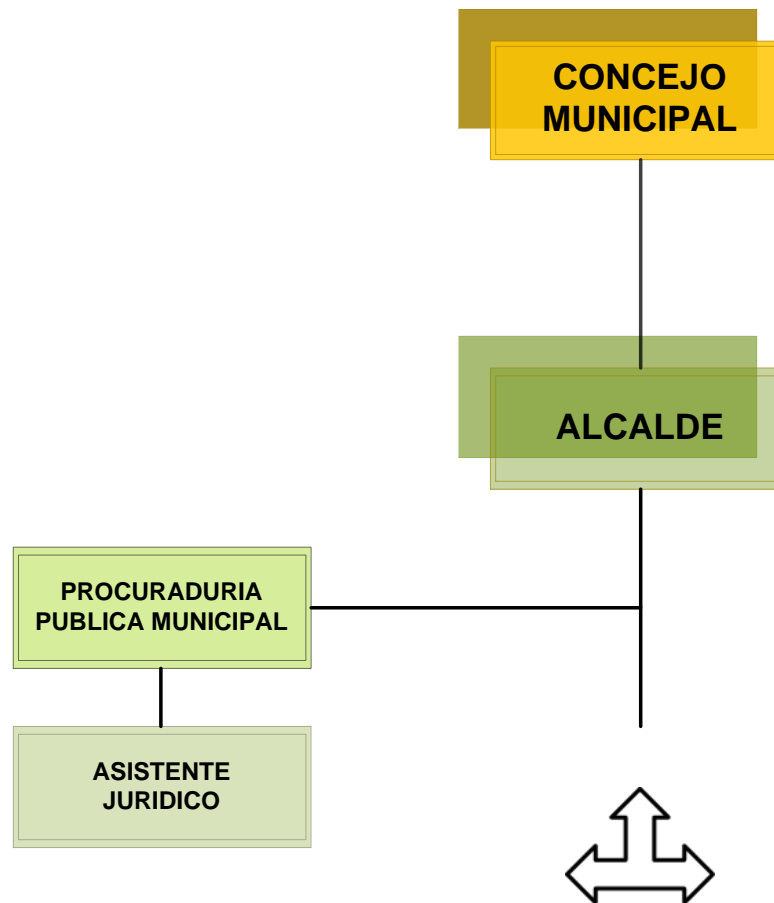 CONCEJO
MUNICIPAL
ALCALDE
PROCURADURIA
PUBLICA MUNICIPAL
ASISTENTE
JURIDICO